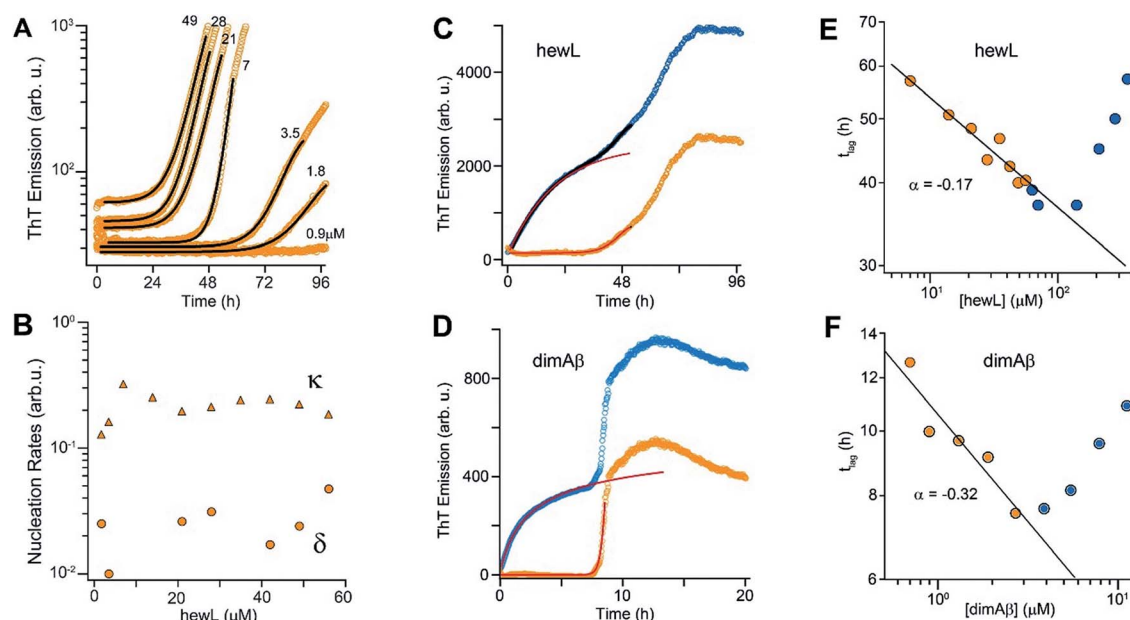 A
ThT Emission (arb. u.)
10³
10²
49
28
21
7
3.5
1.8
0.9µM
0
24
48
72
96
Time (h)
B
Nucleation Rates (arb.u.)
10⁰
10⁻¹
10⁻²
κ
δ
0
20
40
60
hewL (µM)
C
hewL
ThT Emission (arb. u.)
4000
2000
0
0
48
96
Time (h)
D
dimAβ
ThT Emission (arb. u.)
800
400
0
0
10
20
Time (h)
E
hewL
t_lag (h)
70
60
50
40
30
α = -0.17
10¹
10²
[hewL] (µM)
F
dimAβ
t_lag (h)
14
12
10
8
6
α = -0.32
10⁰
10¹
[dimAβ] (µM)